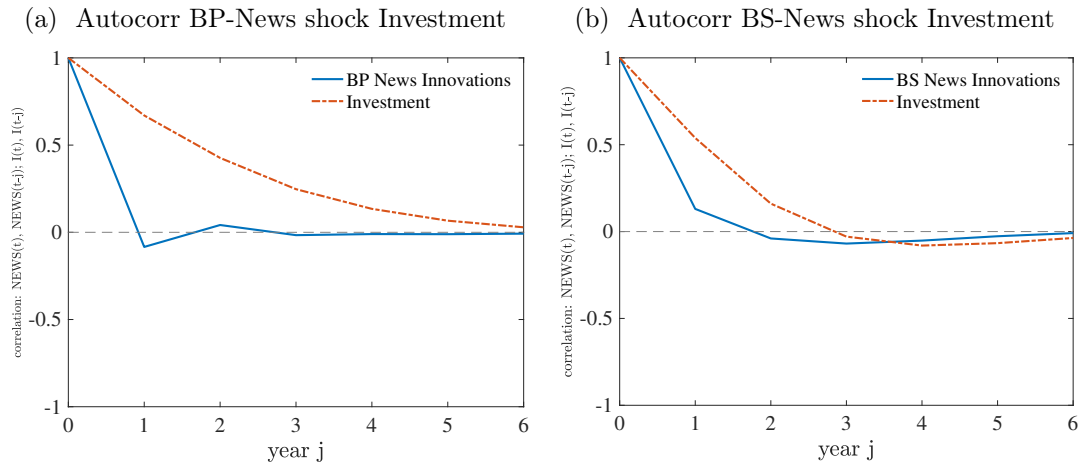 (a) Autocorr BP-News shock Investment
correlation: NEWS(t), NEWS(t-j); I(t), I(t-j)
1
0.5
0
-0.5
-1
BP News Innovations
Investment
0 1 2 3 4 5 6
year j
(b) Autocorr BS-News shock Investment
correlation: NEWS(t), NEWS(t-j); I(t), I(t-j)
1
0.5
0
-0.5
-1
BS News Innovations
Investment
0 1 2 3 4 5 6
year j